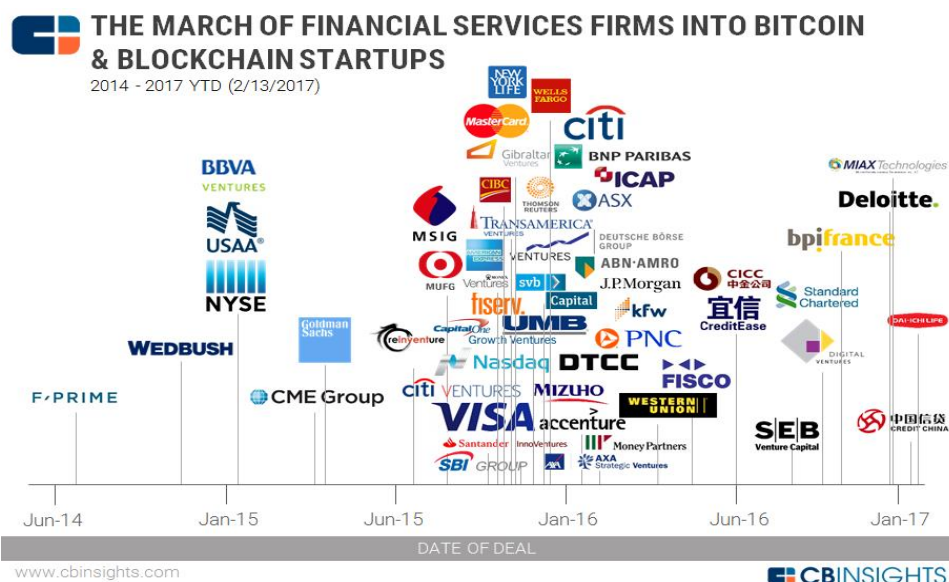 THE MARCH OF FINANCIAL SERVICES FIRMS INTO BITCOIN
& BLOCKCHAIN STARTUPS
2014 - 2017 YTD (2/13/2017)
NEW
YORK
LIFE
WELLS
FARGO
MasterCard
citi
Gibraltar
Ventures
BNP PARIBAS
ICAP
BBVA
VENTURES
CIBC
THOMSON
REUTERS
ASX
MIAX Technologies
Deloitte.
USAA®
MSIG
TRANSAMERICA®
VENTURES
DEUTSCHE BÖRSE
GROUP
VENTURES
bpifrance
NYSE
MUFG
AMERICAN
EXPRESS
Ventures
svb
ABN·AMRO
J.P.Morgan
CICC
中金公司
Standard
Chartered
Capital
fiserv.
kfw
宜信
CreditEase
DAI-ICHI LIFE
Goldman
Sachs
reinventure
Capital One
Growth Ventures
UMB
PNC
WEDBUSH
Nasdaq
DTCC
DIGITAL
VENTURES
FISCO
F-PRIME
CME Group
citi VENTURES
MIZUHO
WESTERN
UNION
VISA
accenture
SEB
Venture Capital
中国信贷
CREDIT CHINA
Santander InnoVentures
Money Partners
SBI GROUP
AXA
AXA
Strategic Ventures
Jun-14
Jan-15
Jun-15
Jan-16
Jun-16
Jan-17
DATE OF DEAL
www.cbinsights.com
CBINSIGHTS